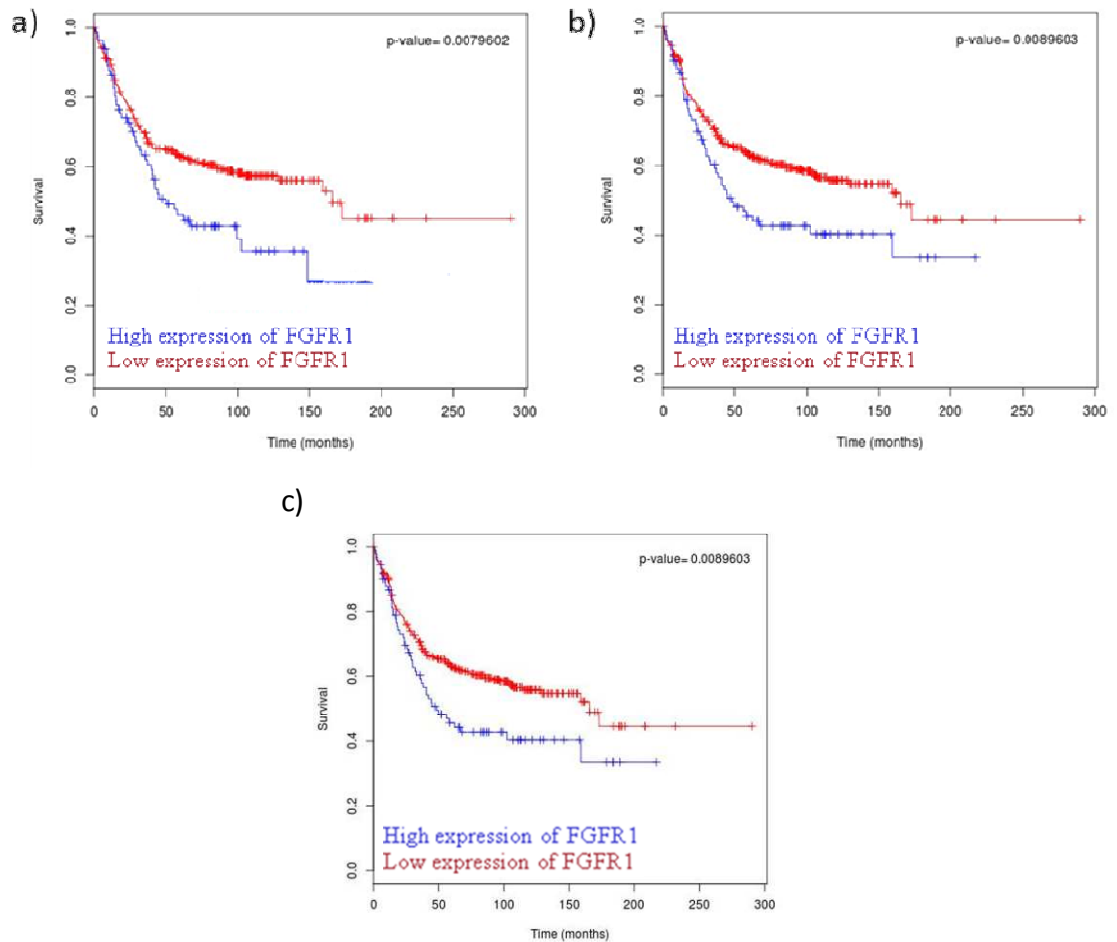 a)
p-value= 0.0079602
Survival
1.0
0.8
0.6
0.4
0.2
0.0
High expression of FGFR1
Low expression of FGFR1
0 50 100 150 200 250 300
Time (months)
b)
p-value= 0.0089603
Survival
1.0
0.8
0.6
0.4
0.2
0.0
High expression of FGFR1
Low expression of FGFR1
0 50 100 150 200 250 300
Time (months)
c)
p-value= 0.0089603
Survival
1.0
0.8
0.6
0.4
0.2
0.0
High expression of FGFR1
Low expression of FGFR1
0 50 100 150 200 250 300
Time (months)